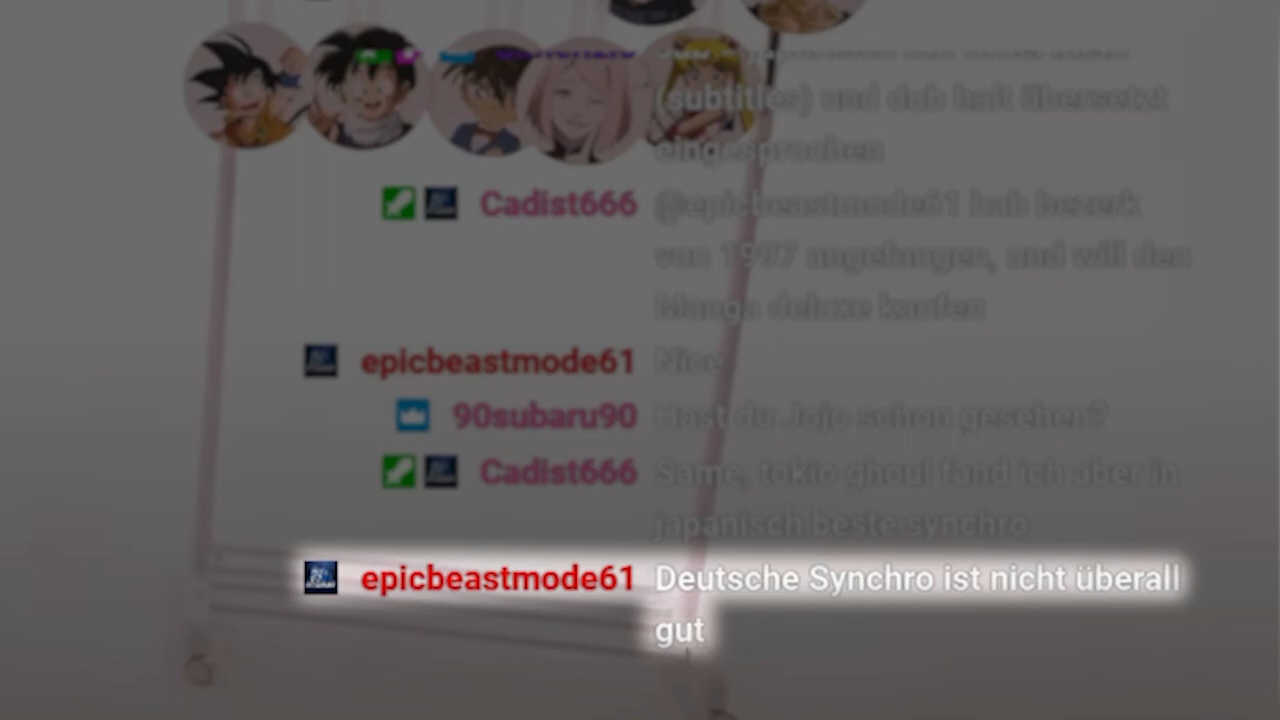 (subtitles) und dub halt übersetzt
eingesprochen
Cadist666 @epicbeastmode61 hab bezerk
von 1997 angefangen, und will den
Manga deluxe kaufen
epicbeastmode61 Nice
90subaru90 Hast du Jojo schon gesehen?
Cadist666 Same, tokio ghoul fand ich aber in
japanisch beste synchro
epicbeastmode61 Deutsche Synchro ist nicht überall
gut